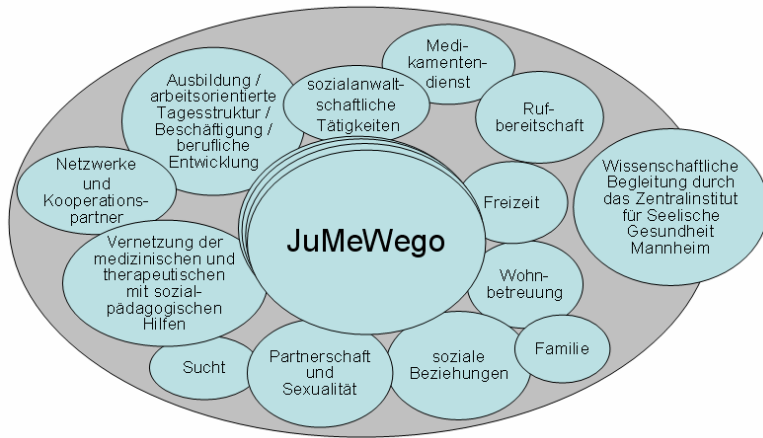 Medi-
kamenten-
dienst
Ausbildung /
arbeitsorientierte
Tagesstruktur /
Beschäftigung /
berufliche
Entwicklung
sozialanwalt-
schaftliche
Tätigkeiten
Ruf-
bereitschaft
Netzwerke
und
Kooperations-
partner
Freizeit
Wissenschaftliche
Begleitung durch
das Zentralinstitut
für Seelische
Gesundheit
Mannheim
JuMeWego
Vernetzung der
medizinischen und
therapeutischen
mit sozial-
pädagogischen
Hilfen
Wohn-
betreuung
Sucht
Partnerschaft
und
Sexualität
soziale
Beziehungen
Familie